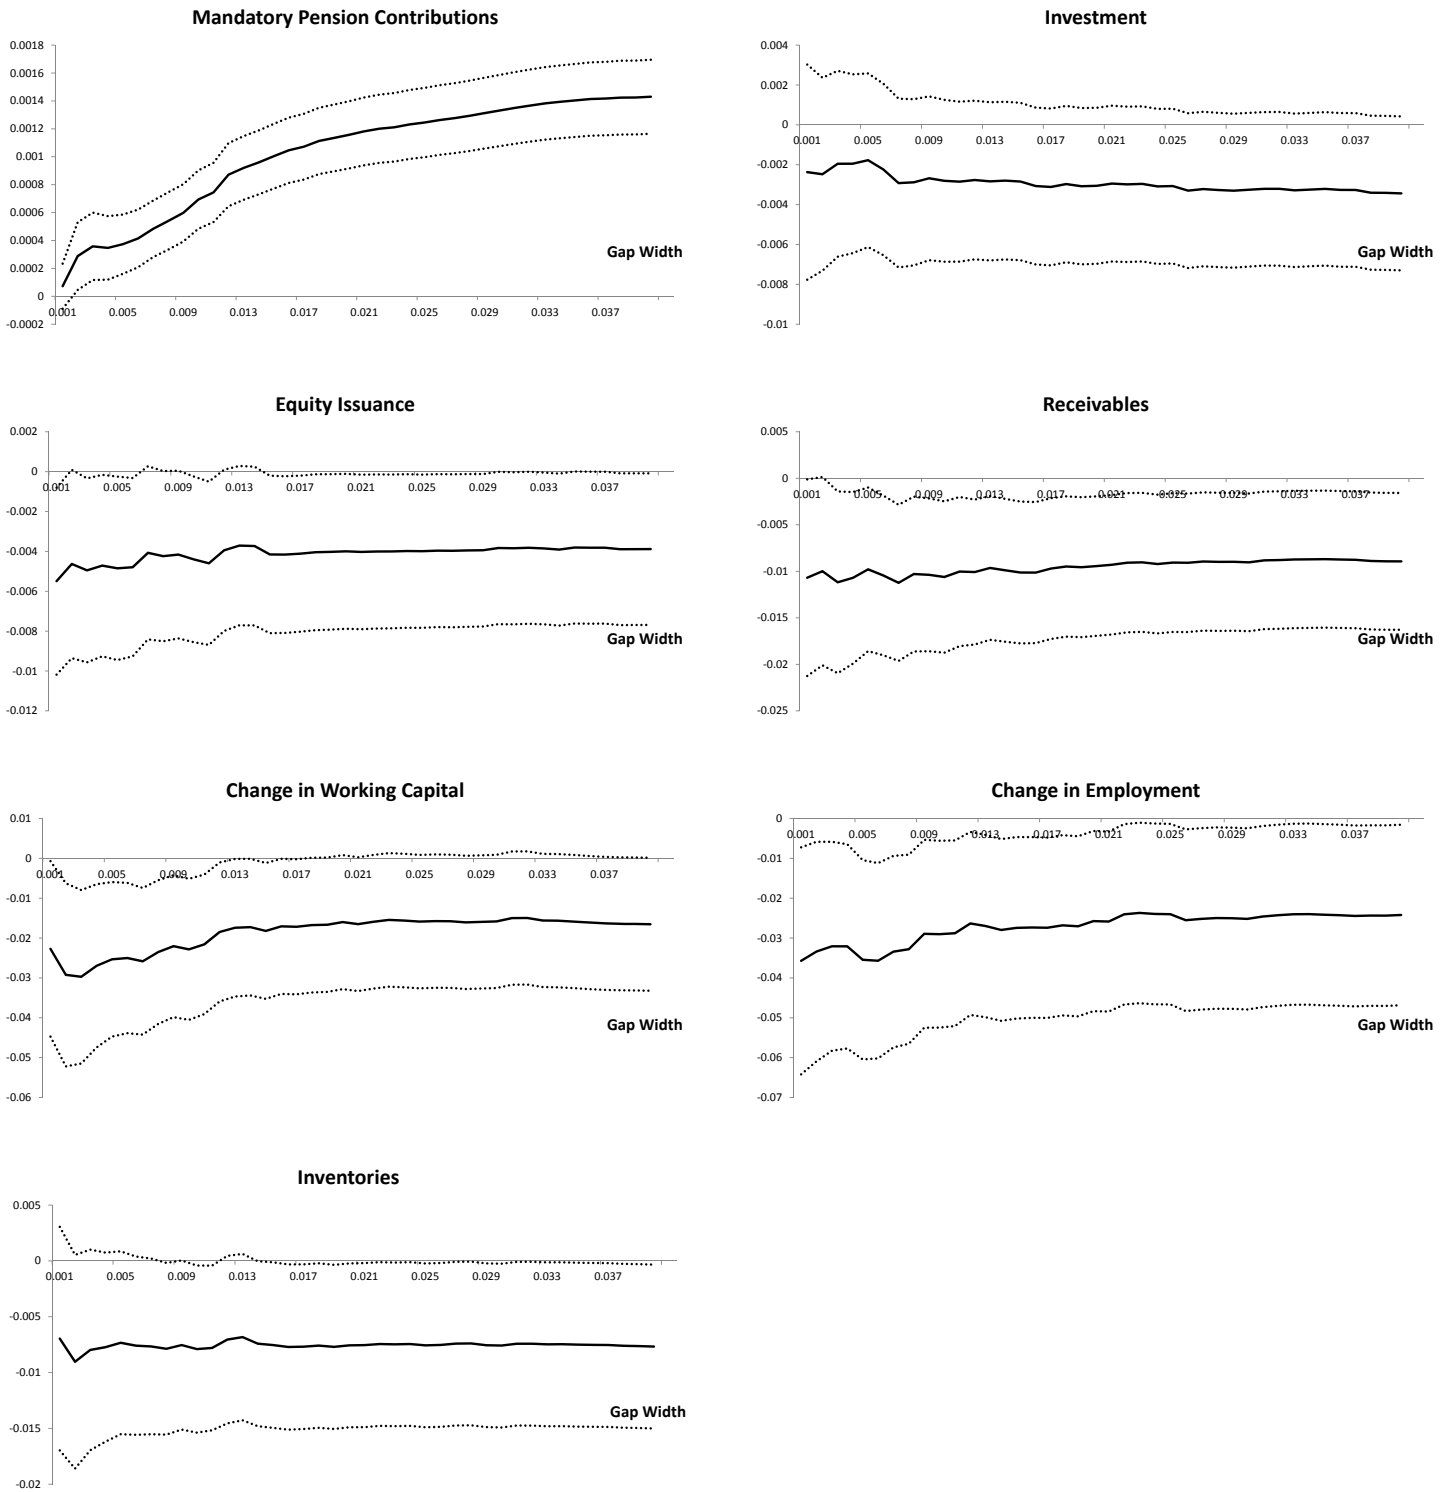 Mandatory Pension Contributions
0.0018
0.0016
0.0014
0.0012
0.001
0.0008
0.0006
0.0004
0.0002
0
-0.0002
0.001 0.005 0.009 0.013 0.017 0.021 0.025 0.029 0.033 0.037
Gap Width
Investment
0.004
0.002
0
-0.002
-0.004
-0.006
-0.008
-0.01
0.001 0.005 0.009 0.013 0.017 0.021 0.025 0.029 0.033 0.037
Gap Width
Equity Issuance
0.002
0
-0.002
-0.004
-0.006
-0.008
-0.01
-0.012
0.001 0.005 0.009 0.013 0.017 0.021 0.025 0.029 0.033 0.037
Gap Width
Receivables
0.005
0
-0.005
-0.01
-0.015
-0.02
-0.025
0.001 0.005 0.009 0.013 0.017 0.021 0.025 0.029 0.033 0.037
Gap Width
Change in Working Capital
0.01
0
-0.01
-0.02
-0.03
-0.04
-0.05
-0.06
0.001 0.005 0.009 0.013 0.017 0.021 0.025 0.029 0.033 0.037
Gap Width
Change in Employment
0
-0.01
-0.02
-0.03
-0.04
-0.05
-0.06
-0.07
0.001 0.005 0.009 0.013 0.017 0.021 0.025 0.029 0.033 0.037
Gap Width
Inventories
0.005
0
-0.005
-0.01
-0.015
-0.02
0.001 0.005 0.009 0.013 0.017 0.021 0.025 0.029 0.033 0.037
Gap Width